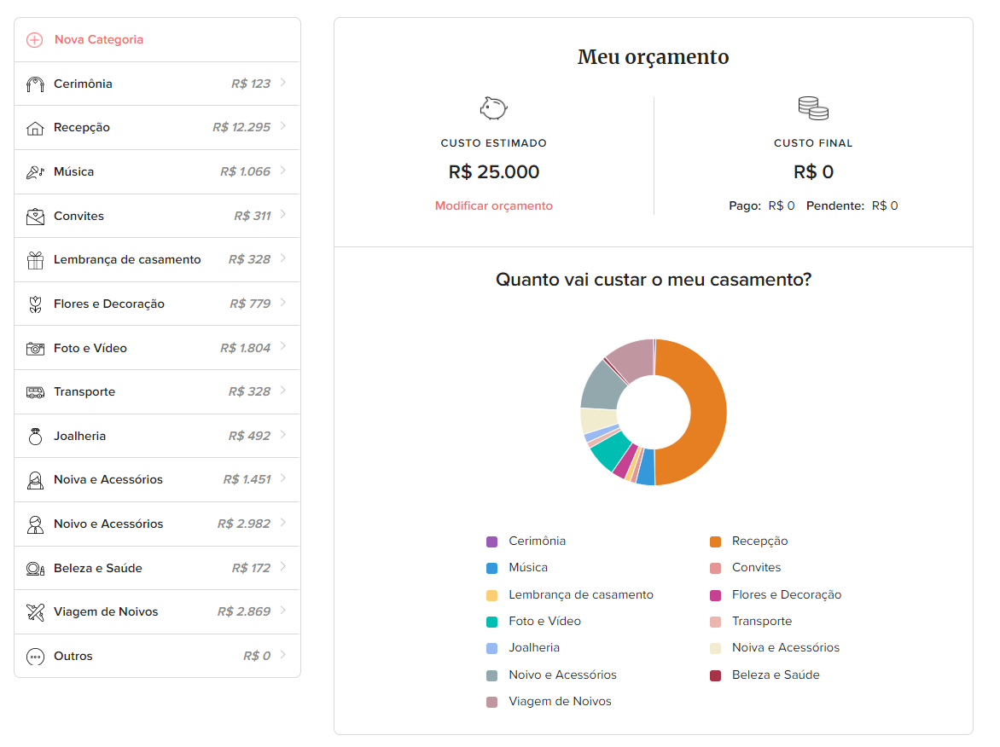 Nova Categoria
Cerimônia R$ 123
Recepção R$ 12.295
Música R$ 1.066
Convites R$ 311
Lembrança de casamento R$ 328
Flores e Decoração R$ 779
Foto e Vídeo R$ 1.804
Transporte R$ 328
Joalheria R$ 492
Noiva e Acessórios R$ 1.451
Noivo e Acessórios R$ 2.982
Beleza e Saúde R$ 172
Viagem de Noivos R$ 2.869
Outros R$ 0
Meu orçamento
CUSTO ESTIMADO
R$ 25.000
Modificar orçamento
CUSTO FINAL
R$ 0
Pago: R$ 0 Pendente: R$ 0
Quanto vai custar o meu casamento?
Cerimônia Recepção
Música Convites
Lembrança de casamento Flores e Decoração
Foto e Vídeo Transporte
Joalheria Noiva e Acessórios
Noivo e Acessórios Beleza e Saúde
Viagem de Noivos